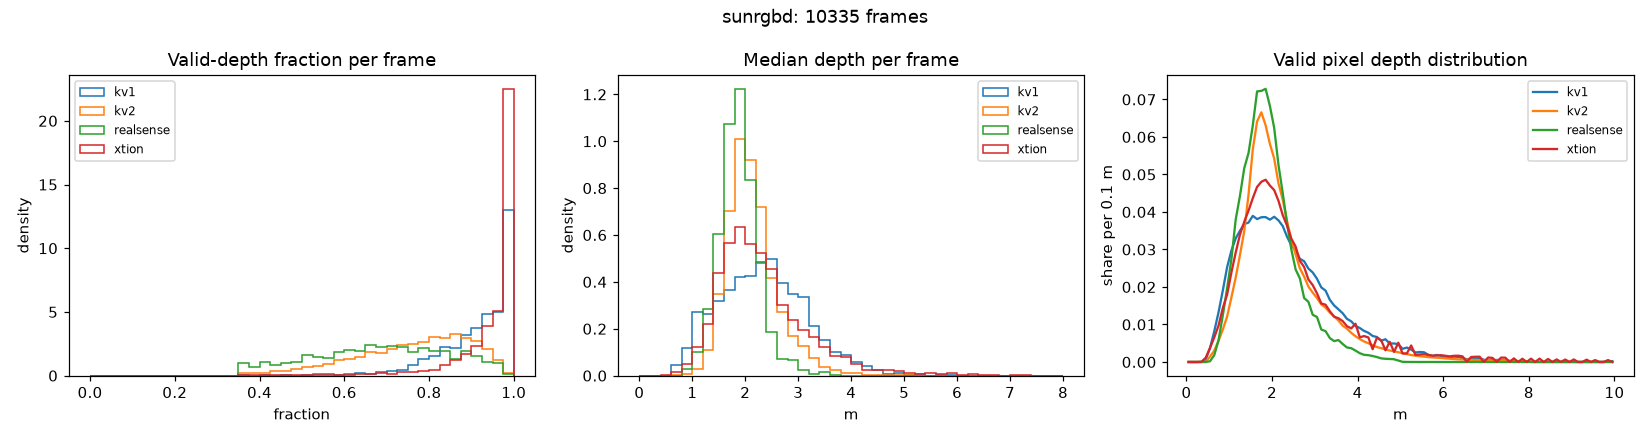 sunrgbd: 10335 frames
Valid-depth fraction per frame
kv1
kv2
realsense
xtion
density
0
5
10
15
20
0.0 0.2 0.4 0.6 0.8 1.0
fraction
Median depth per frame
kv1
kv2
realsense
xtion
density
0.0
0.2
0.4
0.6
0.8
1.0
1.2
0 1 2 3 4 5 6 7 8
m
Valid pixel depth distribution
kv1
kv2
realsense
xtion
share per 0.1 m
0.00
0.01
0.02
0.03
0.04
0.05
0.06
0.07
0 2 4 6 8 10
m